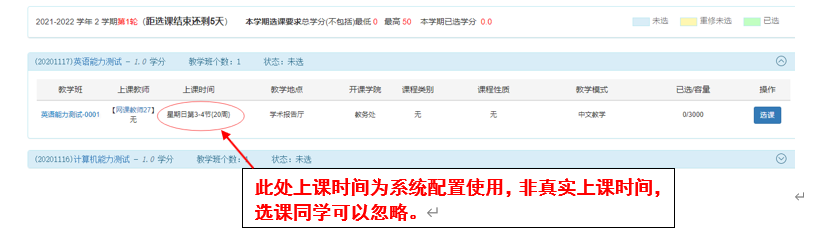 2021-2022 学年 2 学期第1轮（距选课结束还剩5天） 本学期选课要求总学分(不包括)最低 0 最高 50 本学期已选学分 0.0 未选 重修未选 已选
(20201117)英语能力测试 - 1.0 学分 教学班个数：1 状态：未选
教学班 上课教师 上课时间 教学地点 开课学院 课程类别 课程性质 教学模式 已选/容量 操作
英语能力测试-0001 【网课教师27】 星期日第3-4节{20周} 学术报告厅 教务处 无 无 中文教学 0/3000 选课
无
(20201116)计算机能力测试 - 1.0 学分 教学班个数： 状态：未选
此处上课时间为系统配置使用，非真实上课时间，
选课同学可以忽略。